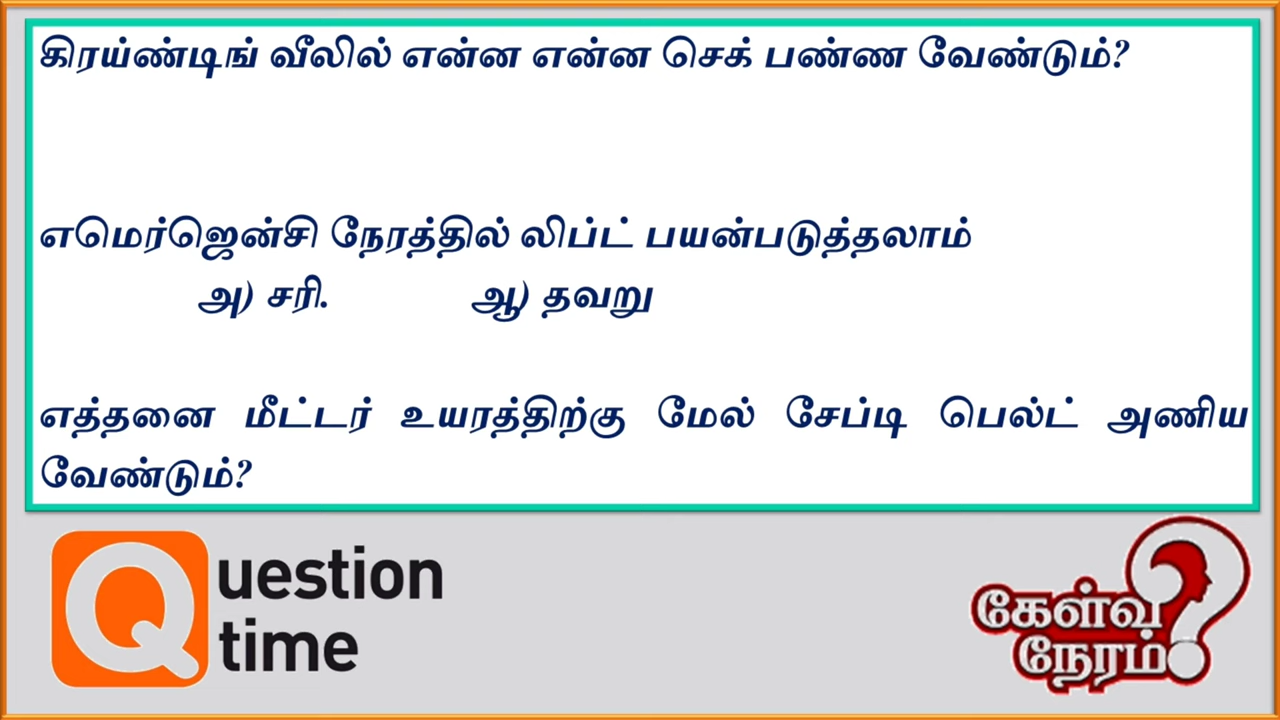 கிரய்ண்டிங் வீலில் என்ன என்ன செக் பண்ண வேண்டும்?
எமெர்ஜென்சி நேரத்தில் லிப்ட் பயன்படுத்தலாம்
அ) சரி. ஆ) தவறு
எத்தனை மீட்டர் உயரத்திற்கு மேல் சேப்டி பெல்ட் அணிய
வேண்டும்?
Question
time
கேள்வி
நேரம்